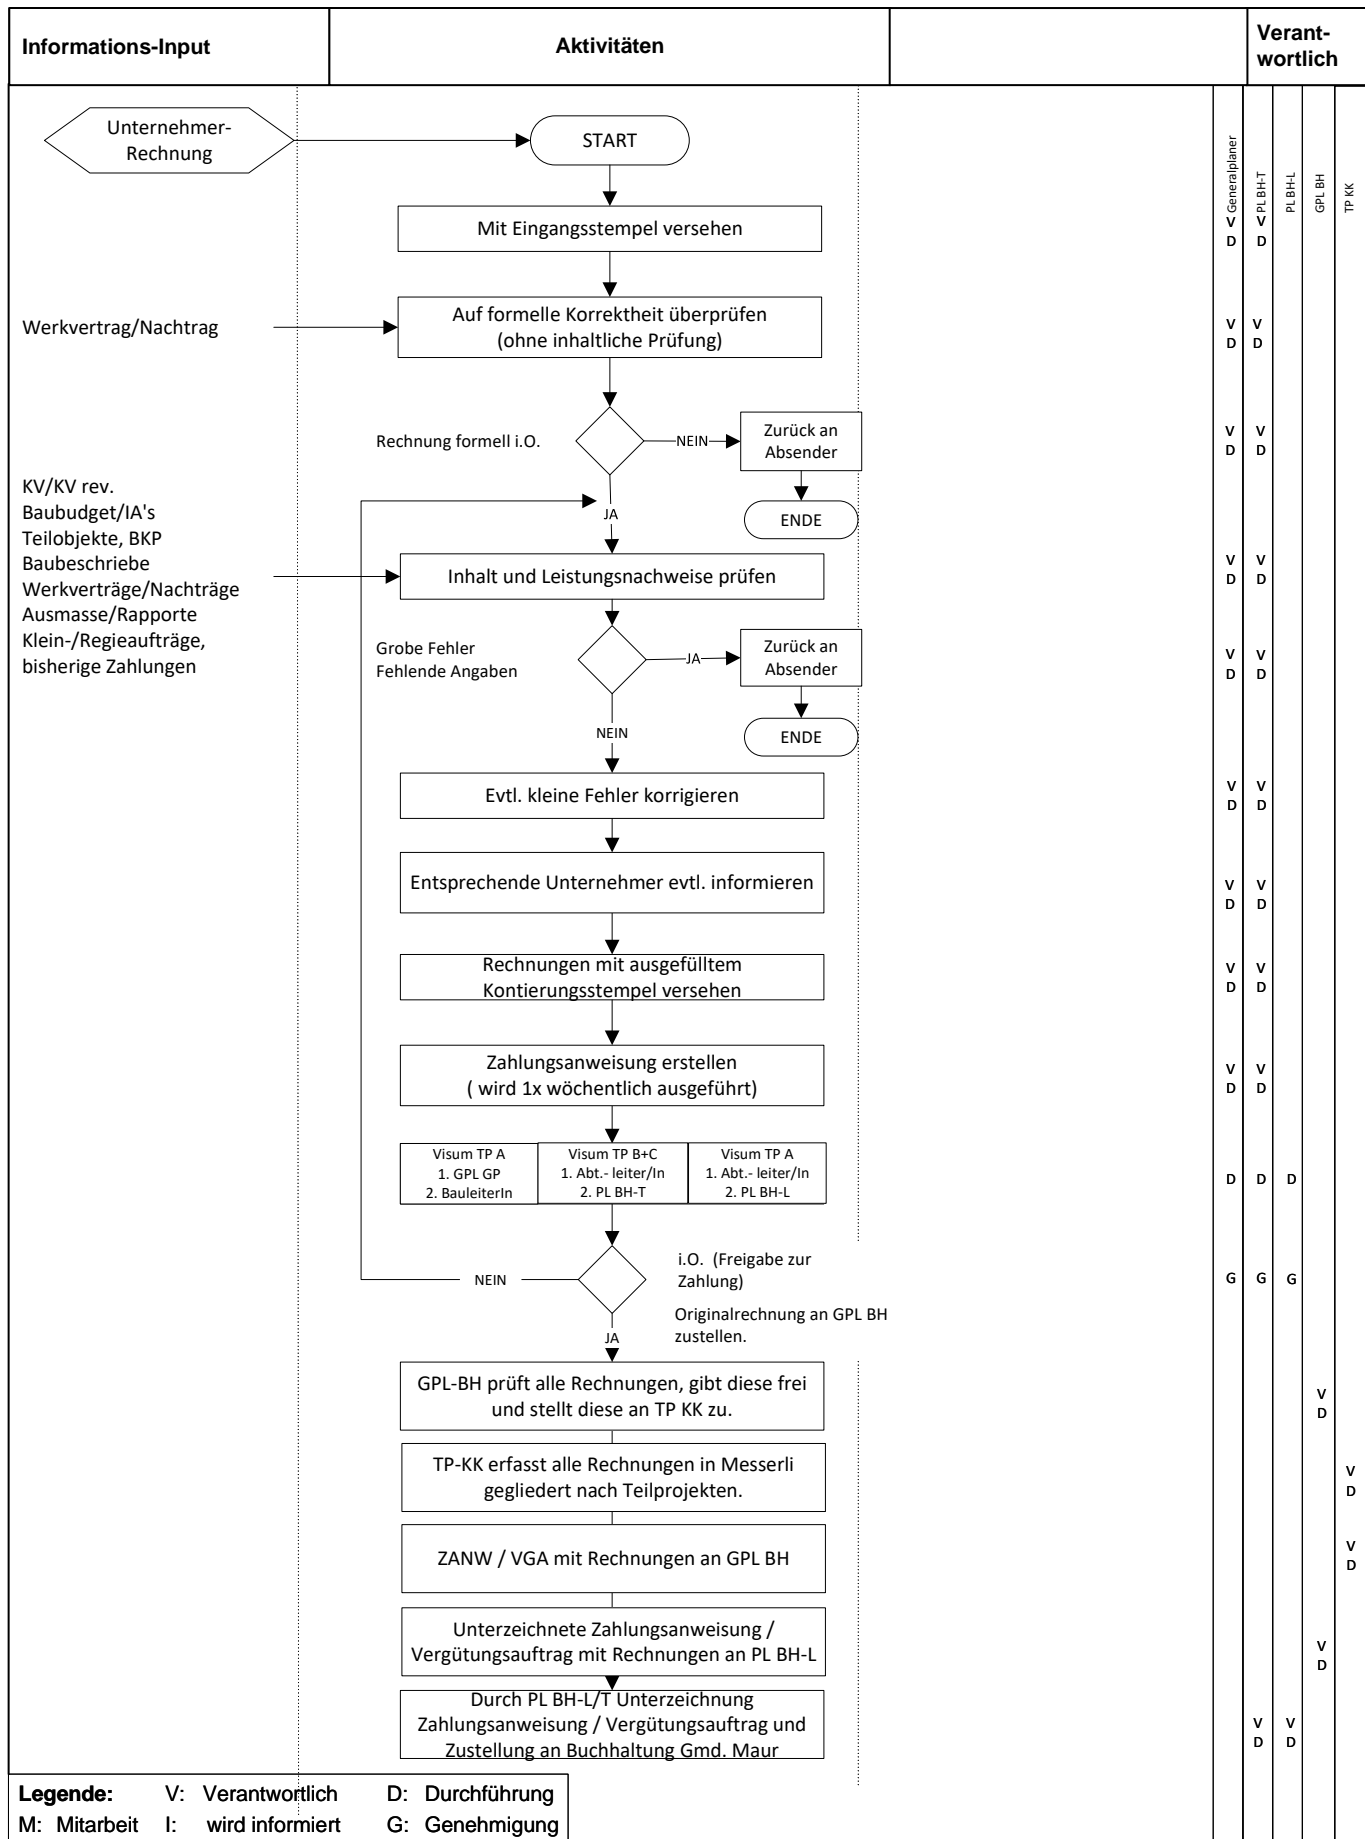 Informations-Input
Aktivitäten
Verant-
wortlich
Unternehmer-
Rechnung
START
Generalplaner
PL BH-T
PL BH-L
GPL BH
TP KK
Mit Eingangsstempel versehen
V V
D D
Werkvertrag/Nachtrag
Auf formelle Korrektheit überprüfen
(ohne inhaltliche Prüfung)
V V
D D
Rechnung formell i.O.
NEIN
Zurück an
Absender
V V
D D
JA
ENDE
KV/KV rev.
Baubudget/IA's
Teilobjekte, BKP
Baubeschriebe
Werkverträge/Nachträge
Ausmasse/Rapporte
Klein-/Regieaufträge,
bisherige Zahlungen
Inhalt und Leistungsnachweise prüfen
V V
D D
Grobe Fehler
Fehlende Angaben
JA
Zurück an
Absender
V V
D D
NEIN
ENDE
Evtl. kleine Fehler korrigieren
V V
D D
Entsprechende Unternehmer evtl. informieren
V V
D D
Rechnungen mit ausgefülltem
Kontierungsstempel versehen
V V
D D
Zahlungsanweisung erstellen
( wird 1x wöchentlich ausgeführt)
V V
D D
Visum TP A
1. GPL GP
2. BauleiterIn
Visum TP B+C
1. Abt.- leiter/In
2. PL BH-T
Visum TP A
1. Abt.- leiter/In
2. PL BH-L
D D D
NEIN
i.O. (Freigabe zur
Zahlung)
G G G
Originalrechnung an GPL BH
zustellen.
JA
GPL-BH prüft alle Rechnungen, gibt diese frei
und stellt diese an TP KK zu.
V
D
TP-KK erfasst alle Rechnungen in Messerli
gegliedert nach Teilprojekten.
V
D
ZANW / VGA mit Rechnungen an GPL BH
V
D
Unterzeichnete Zahlungsanweisung /
Vergütungsauftrag mit Rechnungen an PL BH-L
V
D
Durch PL BH-L/T Unterzeichnung
Zahlungsanweisung / Vergütungsauftrag und
Zustellung an Buchhaltung Gmd. Maur
V V
D D
Legende: V: Verantwortlich D: Durchführung
M: Mitarbeit I: wird informiert G: Genehmigung